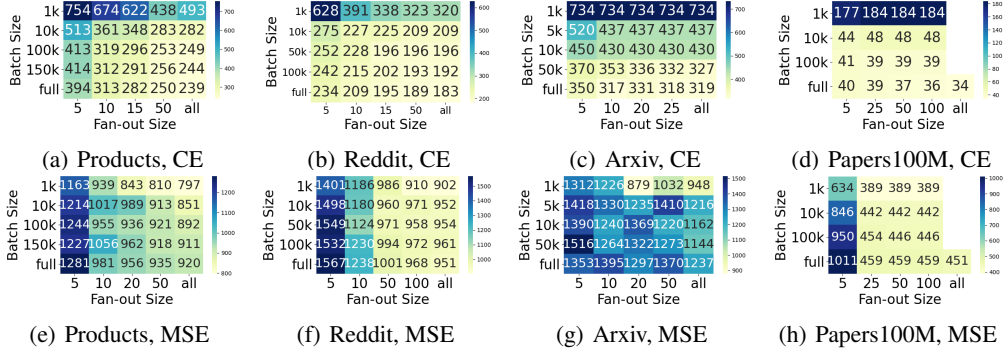 Batch Size
1k 754 674 622 438 493
10k 513 361 348 283 282
100k 413 319 296 253 249
150k 414 312 291 256 244
full 394 313 282 250 239
5 10 15 50 all
Fan-out Size
700
600
500
400
300
(a) Products, CE
Batch Size
1k 628 391 338 323 320
10k 275 227 225 209 209
50k 252 228 196 196 196
100k 242 215 202 193 192
full 234 209 195 189 183
5 10 15 50 all
Fan-out Size
600
500
400
300
200
(b) Reddit, CE
Batch Size
1k 734 734 734 734 734
5k 520 437 437 437 437
10k 450 430 430 430 430
50k 370 353 336 332 327
full 350 317 331 318 319
5 10 20 25 all
Fan-out Size
700
600
500
400
(c) Arxiv, CE
Batch Size
1k 177 184 184 184
10k 44 48 48 48
100k 41 39 39 39
full 40 39 37 36 34
5 25 50 100 all
Fan-out Size
180
160
140
120
100
80
60
40
(d) Papers100M, CE
Batch Size
1k 1163 939 843 810 797
10k 1214 1017 989 913 851
100k 1244 955 936 921 892
150k 1227 1056 962 918 911
full 1281 981 956 935 920
5 10 20 50 all
Fan-out Size
1200
1100
1000
900
800
(e) Products, MSE
Batch Size
1k 1401 1186 986 910 902
10k 1498 1180 960 971 952
50k 1549 1124 971 958 954
100k 1532 1230 994 972 961
full 1567 1238 1001 968 951
5 10 50 100 all
Fan-out Size
1500
1400
1300
1200
1100
1000
(f) Reddit, MSE
Batch Size
1k 1312 1226 879 1032 948
5k 1418 1330 1235 1410 1216
10k 1390 1240 1369 1220 1162
50k 1516 1264 1322 1273 1144
full 1353 1395 1297 1370 1237
5 10 20 50 all
Fan-out Size
1500
1400
1300
1200
1100
1000
900
(g) Arxiv, MSE
Batch Size
1k 634 389 389 389
10k 846 442 442 442
100k 950 454 446 446
full 1011 459 459 459 451
5 25 50 100 all
Fan-out Size
1000
900
800
700
600
500
400
(h) Papers100M, MSE